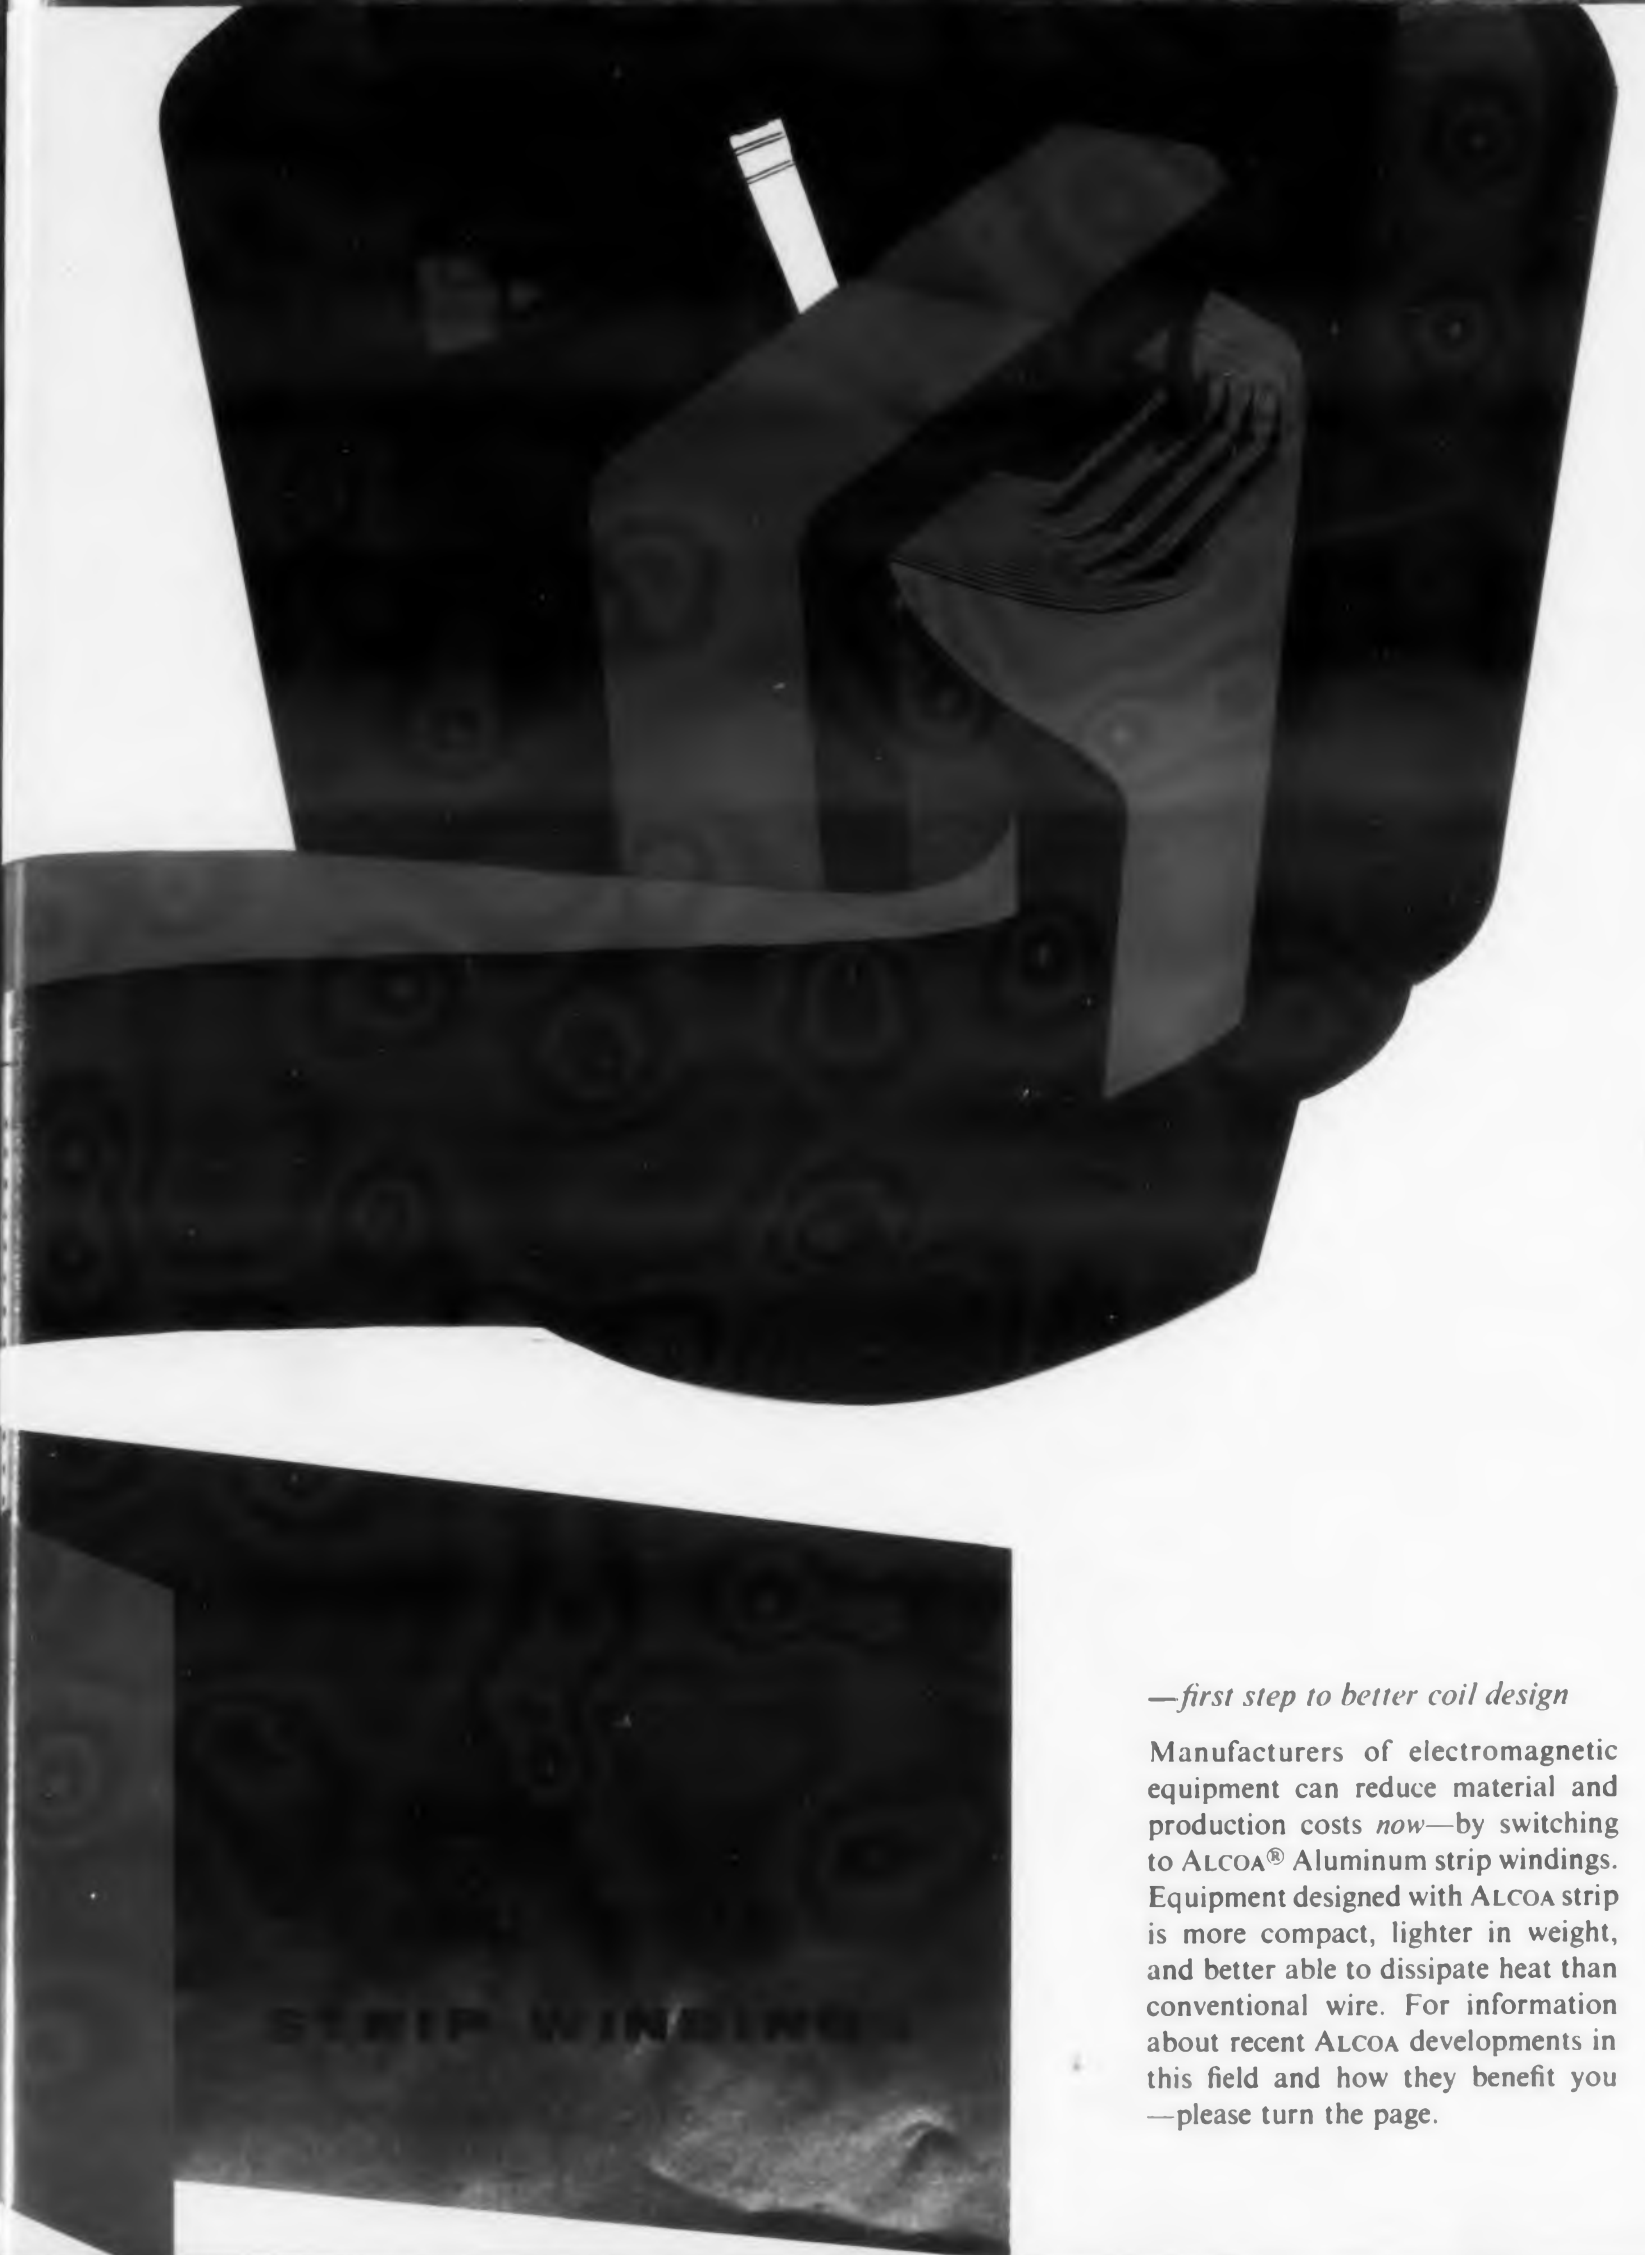 STRIP WINDINGS
—first step to better coil design
Manufacturers of electromagnetic
equipment can reduce material and
production costs now—by switching
to ALCOA® Aluminum strip windings.
Equipment designed with ALCOA strip
is more compact, lighter in weight,
and better able to dissipate heat than
conventional wire. For information
about recent ALCOA developments in
this field and how they benefit you
—please turn the page.